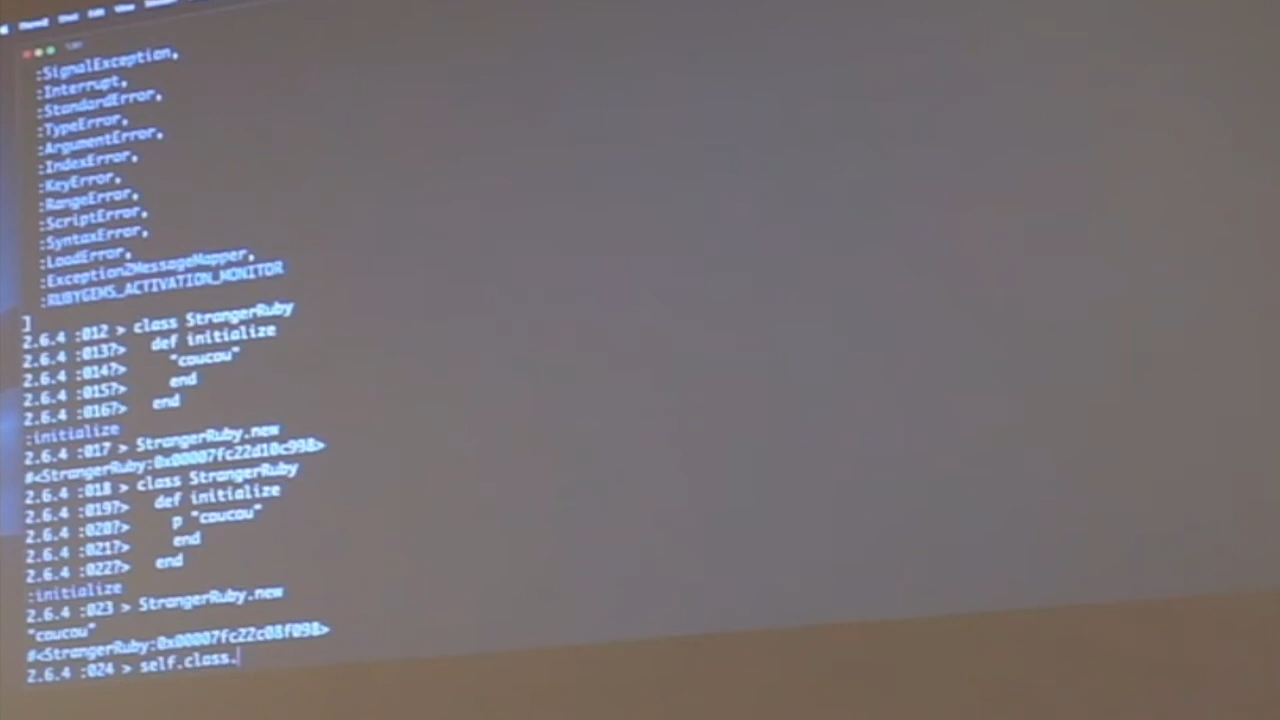 :SignalException,
:Interrupt,
:StandardError,
:TypeError,
:ArgumentError,
:IndexError,
:KeyError,
:RangeError,
:ScriptError,
:SyntaxError,
:LoadError,
:Exception2MessageMapper,
:RUBYGEMS_ACTIVATION_MONITOR
]
2.6.4 :012 > class StrangerRuby
2.6.4 :013?>   def initialize
2.6.4 :014?>     "coucou"
2.6.4 :015?>     end
2.6.4 :016?>   end
:initialize
2.6.4 :017 > StrangerRuby.new
#<StrangerRuby:0x00007fc22d10c998>
2.6.4 :018 > class StrangerRuby
2.6.4 :019?>   def initialize
2.6.4 :020?>     p "coucou"
2.6.4 :021?>     end
2.6.4 :022?>   end
:initialize
2.6.4 :023 > StrangerRuby.new
"coucou"
#<StrangerRuby:0x00007fc22c08f098>
2.6.4 :024 > self.class.